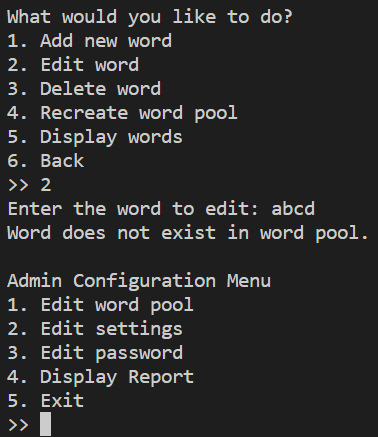 What would you like to do?
1. Add new word
2. Edit word
3. Delete word
4. Recreate word pool
5. Display words
6. Back
>> 2
Enter the word to edit: abcd
Word does not exist in word pool.

Admin Configuration Menu
1. Edit word pool
2. Edit settings
3. Edit password
4. Display Report
5. Exit
>>